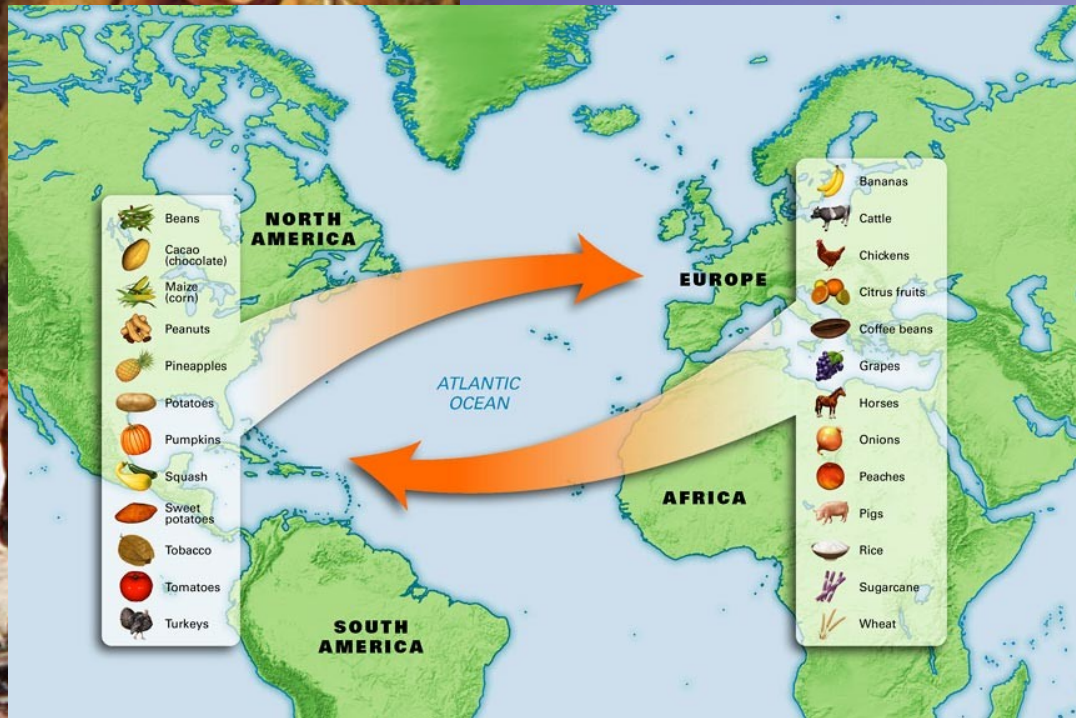 Beans
Cacao
(chocolate)
Maize
(corn)
Peanuts
Pineapples
Potatoes
Pumpkins
Squash
Sweet
potatoes
Tobacco
Tomatoes
Turkeys
NORTH
AMERICA
ATLANTIC
OCEAN
SOUTH
AMERICA
EUROPE
AFRICA
Bananas
Cattle
Chickens
Citrus fruits
Coffee beans
Grapes
Horses
Onions
Peaches
Pigs
Rice
Sugarcane
Wheat